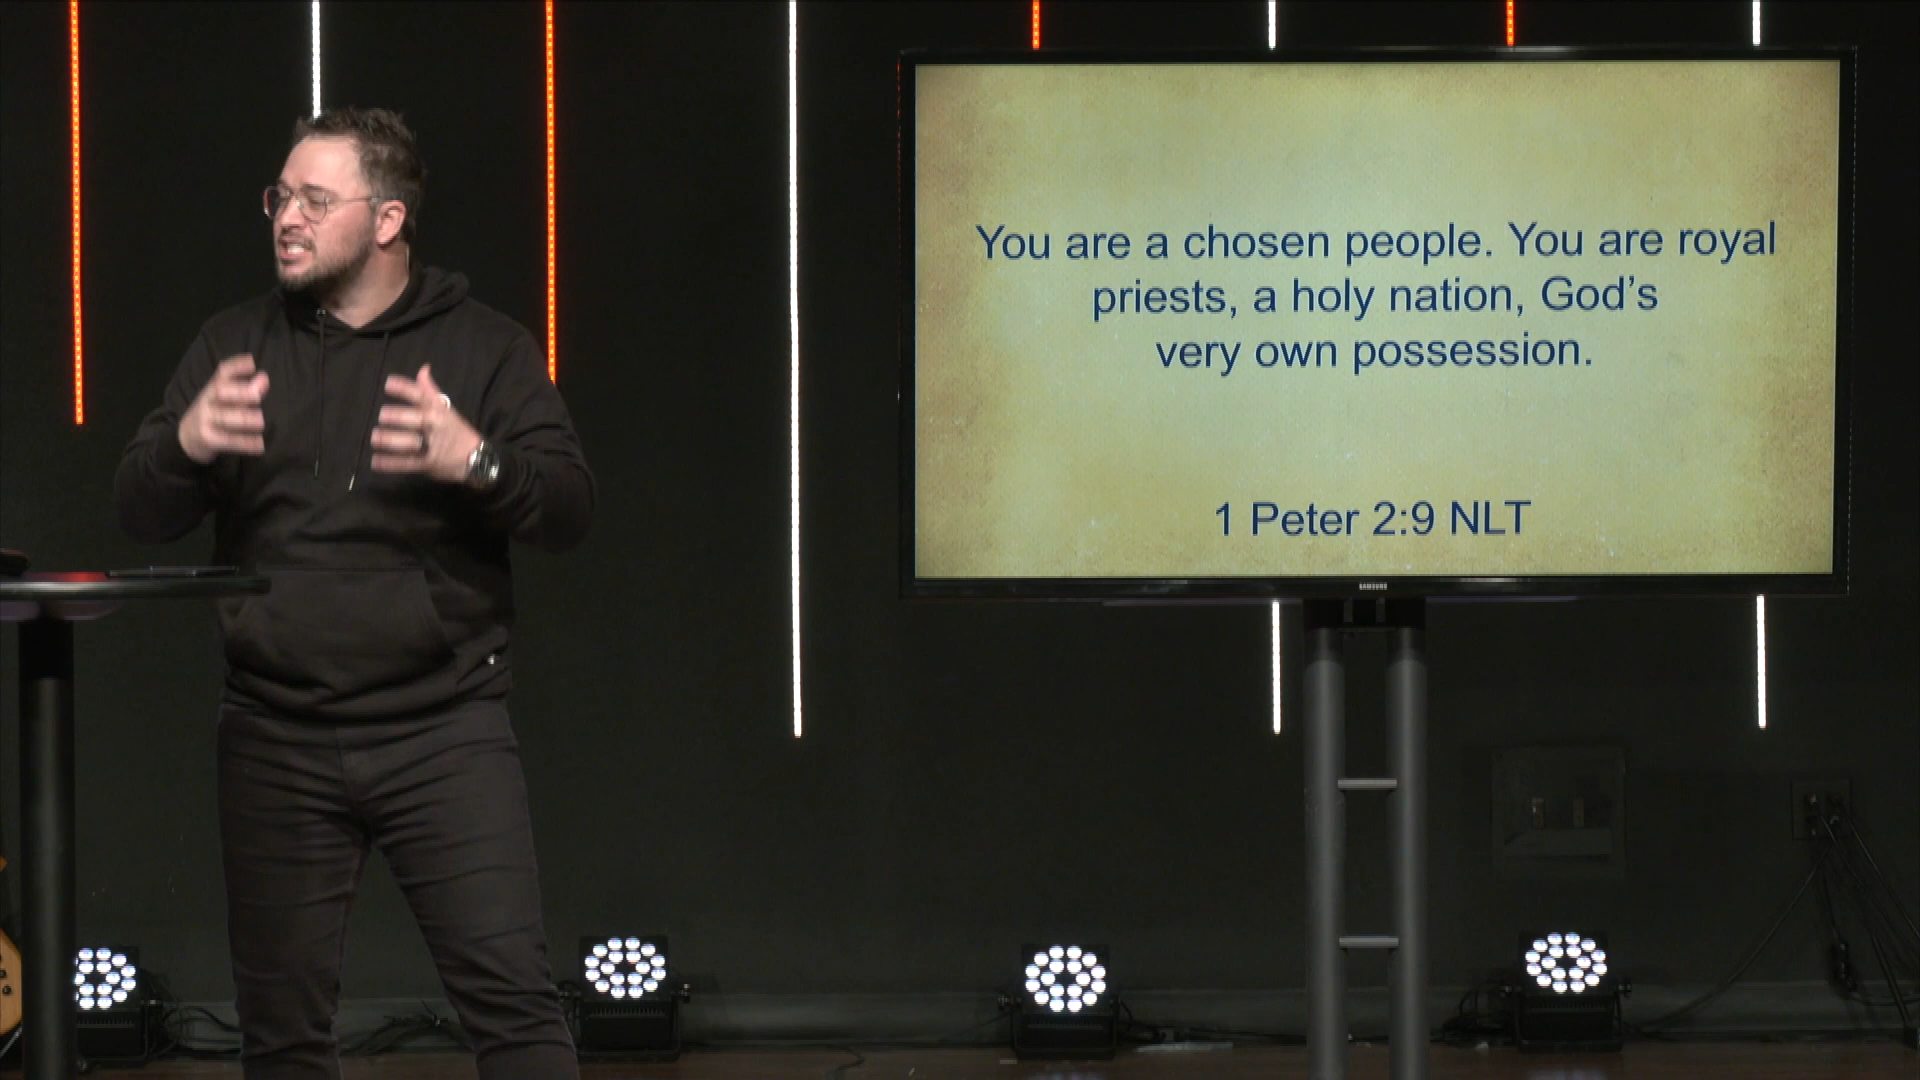 You are a chosen people. You are royal
priests, a holy nation, God’s
very own possession.
1 Peter 2:9 NLT
SAMSUNG